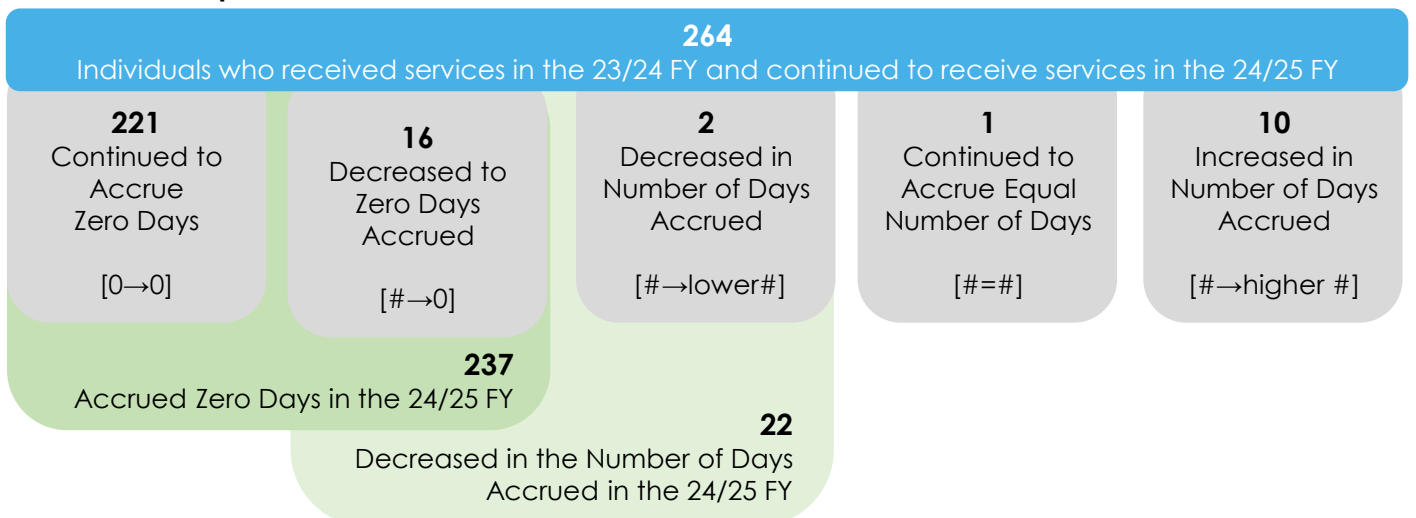 264
Individuals who received services in the 23/24 FY and continued to receive services in the 24/25 FY
221
Continued to
Accrue
Zero Days
[0→0]
16
Decreased to
Zero Days
Accrued
[#→0]
2
Decreased in
Number of Days
Accrued
[#→lower#]
1
Continued to
Accrue Equal
Number of Days
[#=#]
10
Increased in
Number of Days
Accrued
[#→higher #]
237
Accrued Zero Days in the 24/25 FY
22
Decreased in the Number of Days
Accrued in the 24/25 FY